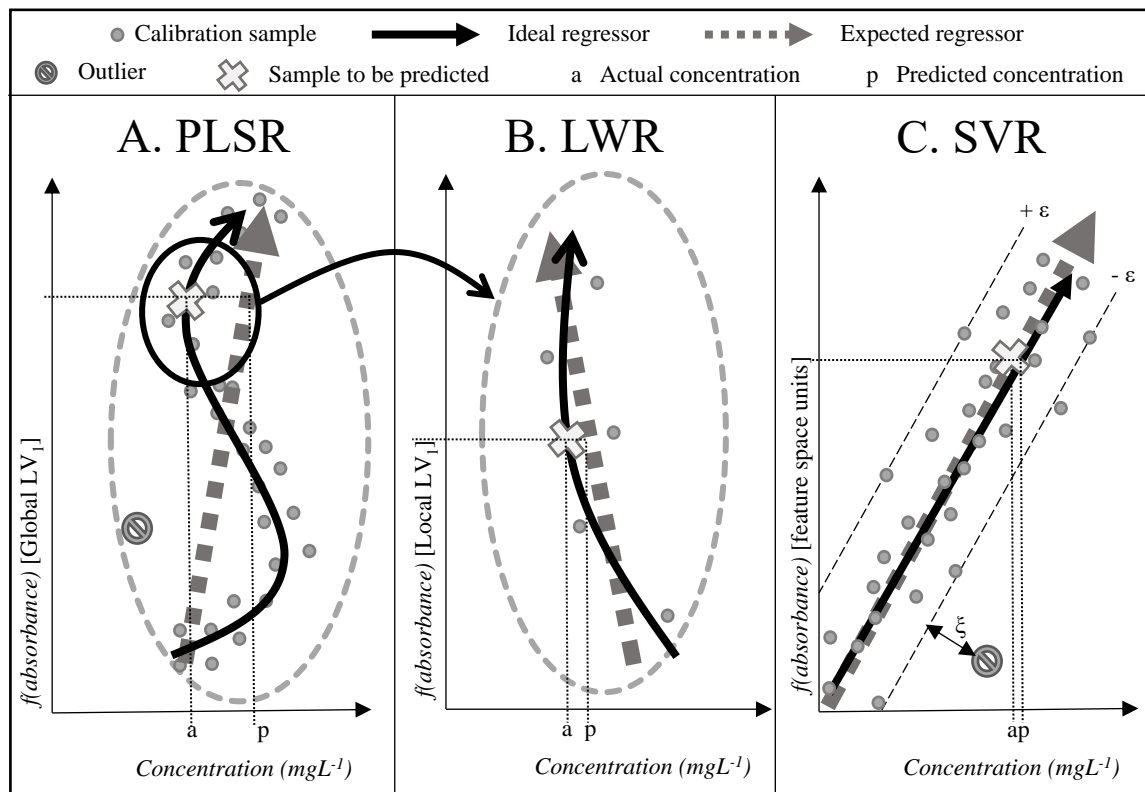 Calibration sample Ideal regressor Expected regressor
Outlier Sample to be predicted a Actual concentration p Predicted concentration
A. PLSR
f(absorbance) [Global LV1]
a p
Concentration (mgL-1)
B. LWR
f(absorbance) [Local LV1]
a p
Concentration (mgL-1)
C. SVR
+ ε
- ε
ξ
f(absorbance) [feature space units]
ap
Concentration (mgL-1)